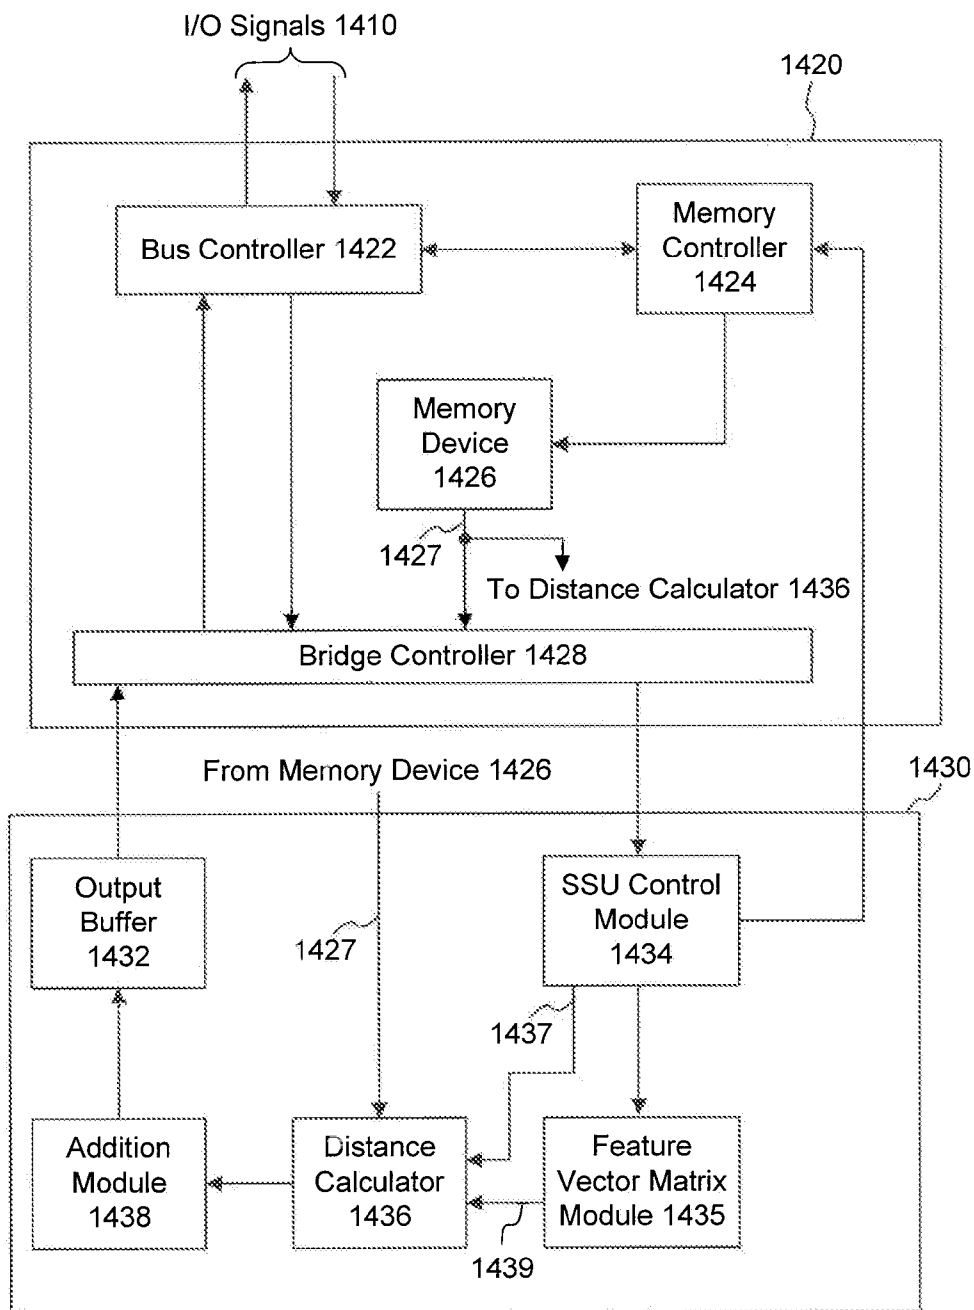 I/O Signals 1410
1420
Bus Controller 1422
Memory
Controller
1424
Memory
Device
1426
1427
To Distance Calculator 1436
Bridge Controller 1428
From Memory Device 1426
1430
Output
Buffer
1432
SSU Control
Module
1434
1427
1437
Addition
Module
1438
Distance
Calculator
1436
Feature
Vector Matrix
Module 1435
1439